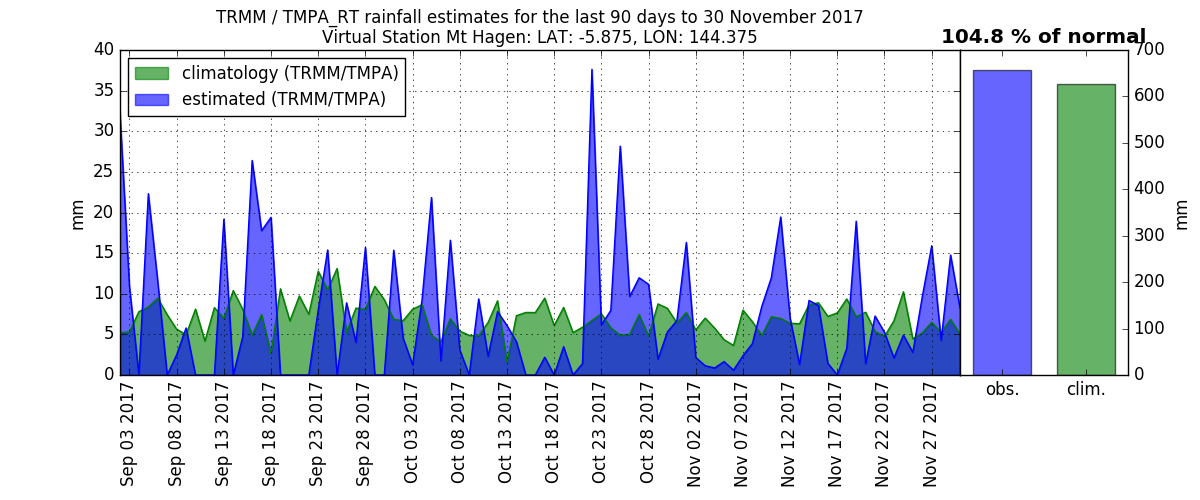 TRMM / TMPA_RT rainfall estimates for the last 90 days to 30 November 2017
Virtual Station Mt Hagen: LAT: -5.875, LON: 144.375
104.8 % of normal
climatology (TRMM/TMPA)
estimated (TRMM/TMPA)
40
35
30
25
20
15
10
5
0
mm
700
600
500
400
300
200
100
0
mm
obs.
clim.
Sep 03 2017
Sep 08 2017
Sep 13 2017
Sep 18 2017
Sep 23 2017
Sep 28 2017
Oct 03 2017
Oct 08 2017
Oct 13 2017
Oct 18 2017
Oct 23 2017
Oct 28 2017
Nov 02 2017
Nov 07 2017
Nov 12 2017
Nov 17 2017
Nov 22 2017
Nov 27 2017